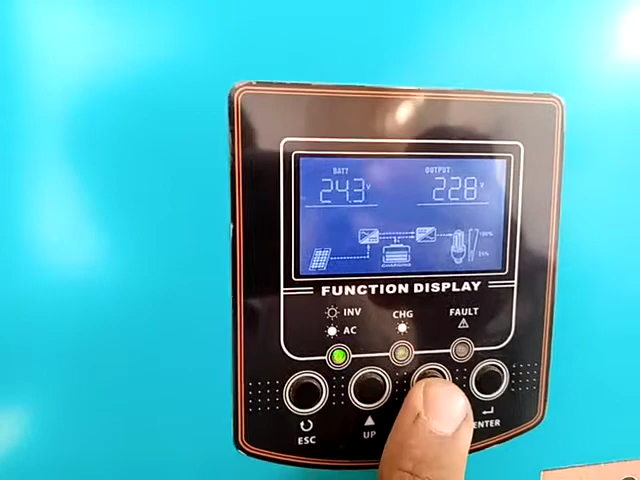 BATT OUTPUT
24.3V 228V
100%
25%
CHARGING
FUNCTION DISPLAY
INV CHG FAULT
AC
ESC UP ENTER